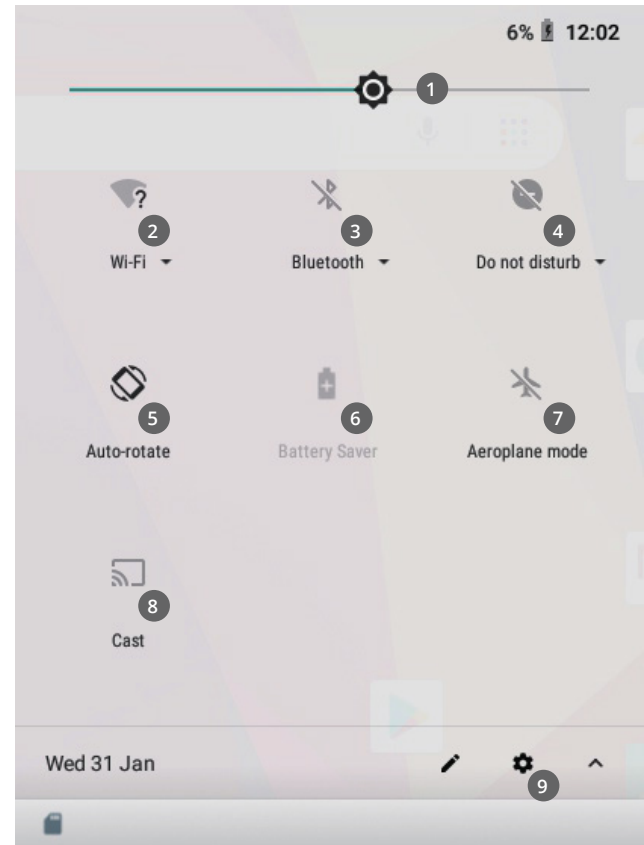 6% 12:02
1
?
2 3 4
Wi-Fi Bluetooth Do not disturb
5 6 7
Auto-rotate Battery Saver Aeroplane mode
8
Cast
Wed 31 Jan
9